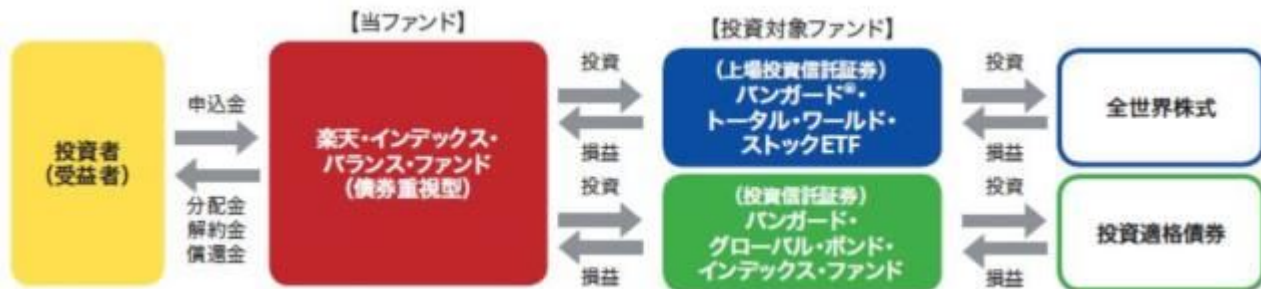 【当ファンド】
【投資対象ファンド】
投資者
(受益者)
申込金
分配金
解約金
償還金
楽天・インデックス・
バランス・ファンド
(債券重視型)
投資
損益
投資
損益
(上場投資信託証券)
バンガード®・
トータル・ワールド・
ストックETF
(投資信託証券)
バンガード・
グローバル・ボンド・
インデックス・ファンド
投資
損益
投資
損益
全世界株式
投資適格債券